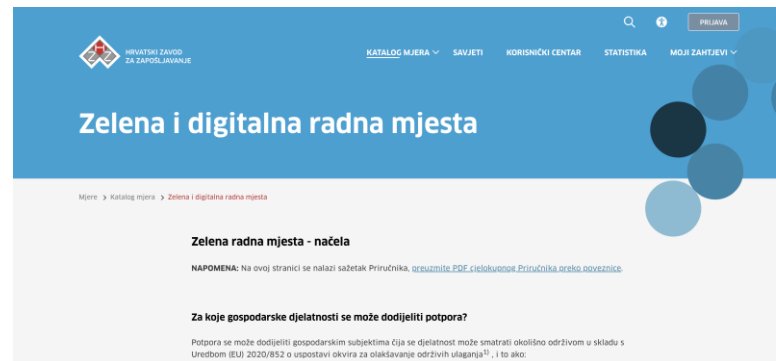 PRIJAVA
HRVATSKI ZAVOD
ZA ZAPOŠLJAVANJE
KATALOG MJERA SAVJETI KORISNIČKI CENTAR STATISTIKA MOJI ZAHTJEVI
Zelena i digitalna radna mjesta
Mjere > Katalog mjera > Zelena i digitalna radna mjesta
Zelena radna mjesta - načela
NAPOMENA: Na ovoj stranici se nalazi sažetak Priručnika, preuzmite PDF cjelokupnog Priručnika preko poveznice.
Za koje gospodarske djelatnosti se može dodijeliti potpora?
Potpora se može dodijeliti gospodarskim subjektima čija se djelatnost može smatrati okolišno održivom u skladu s
Uredbom (EU) 2020/852 o uspostavi okvira za olakšavanje održivih ulaganja1) , i to ako: